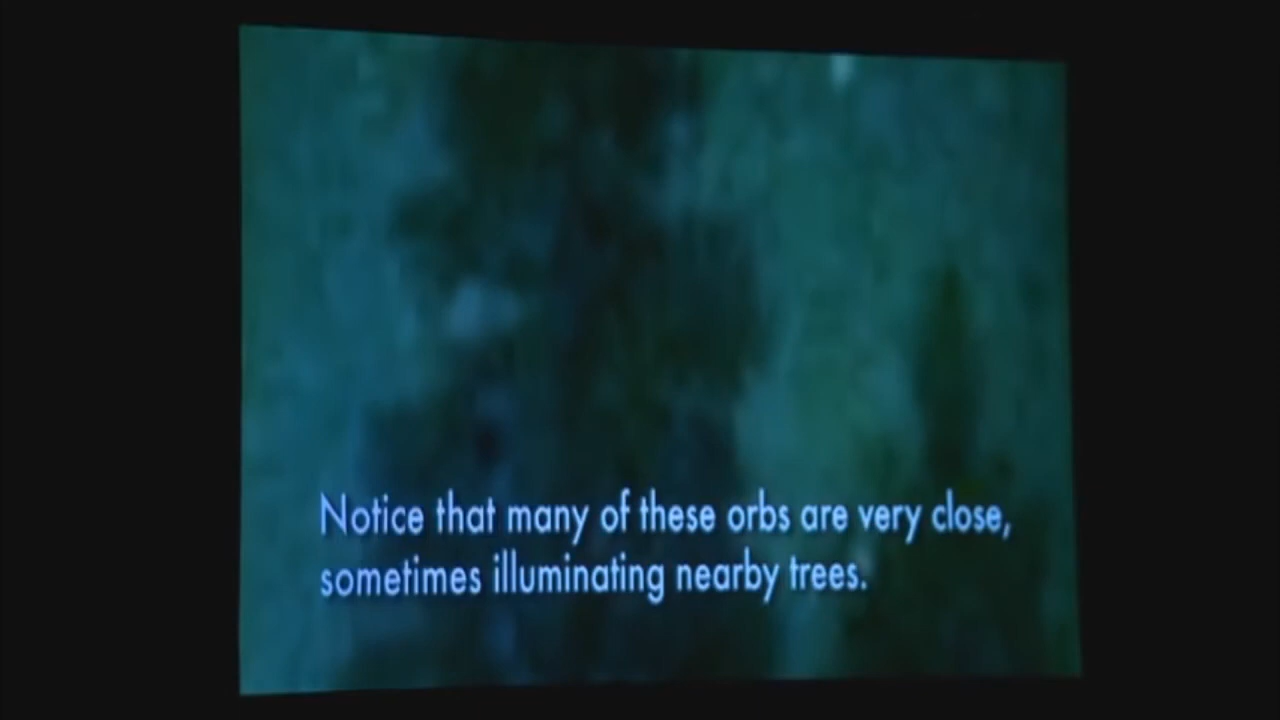 Notice that many of these orbs are very close,
sometimes illuminating nearby trees.